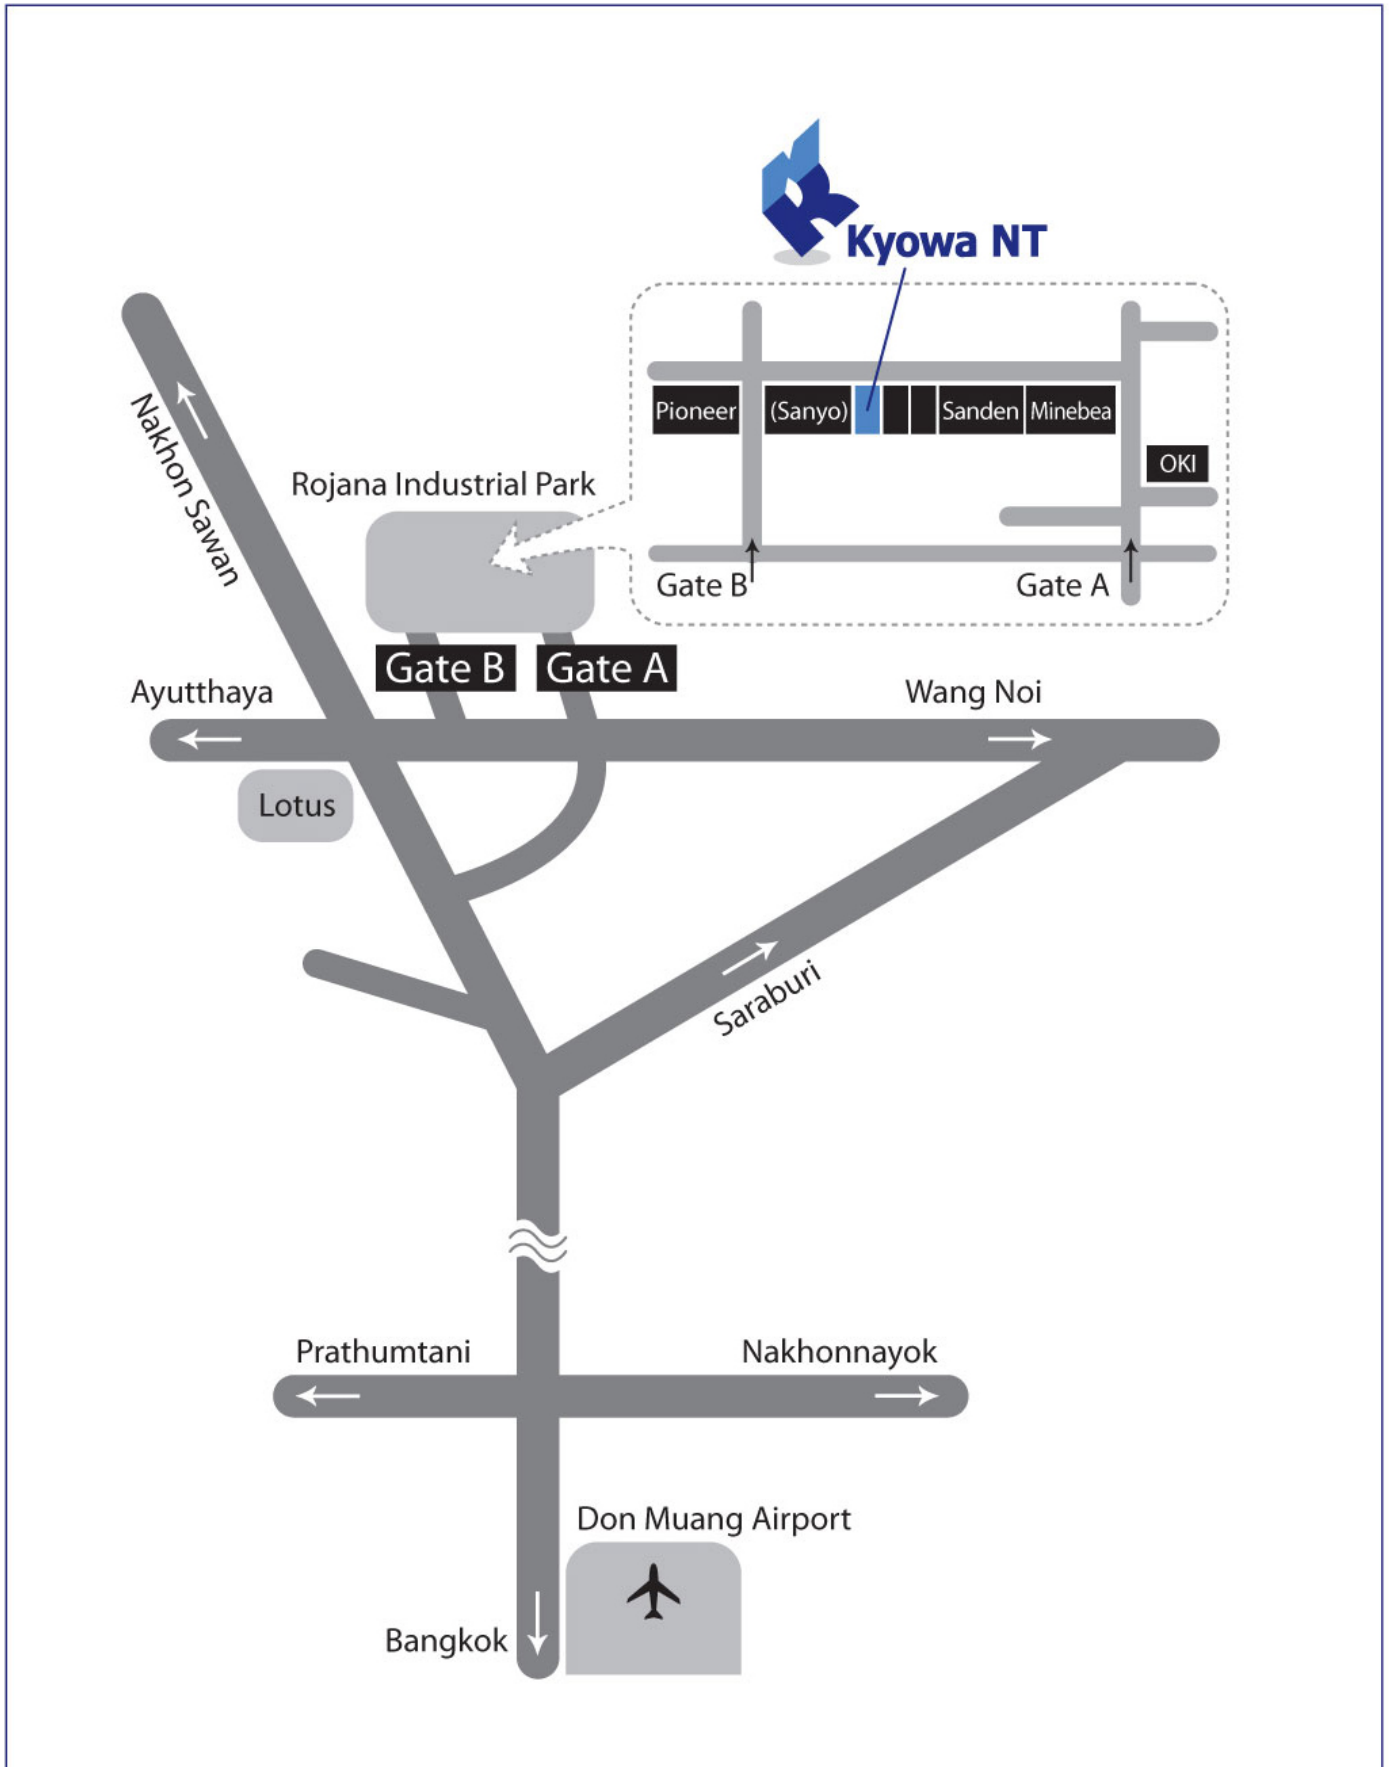 Kyowa NT
Pioneer
(Sanyo)
Sanden
Minebea
OKI
Gate B
Gate A
Nakhon Sawan
Rojana Industrial Park
Gate B
Gate A
Ayutthaya
Wang Noi
Lotus
Saraburi
Prathumtani
Nakhonnayok
Don Muang Airport
Bangkok